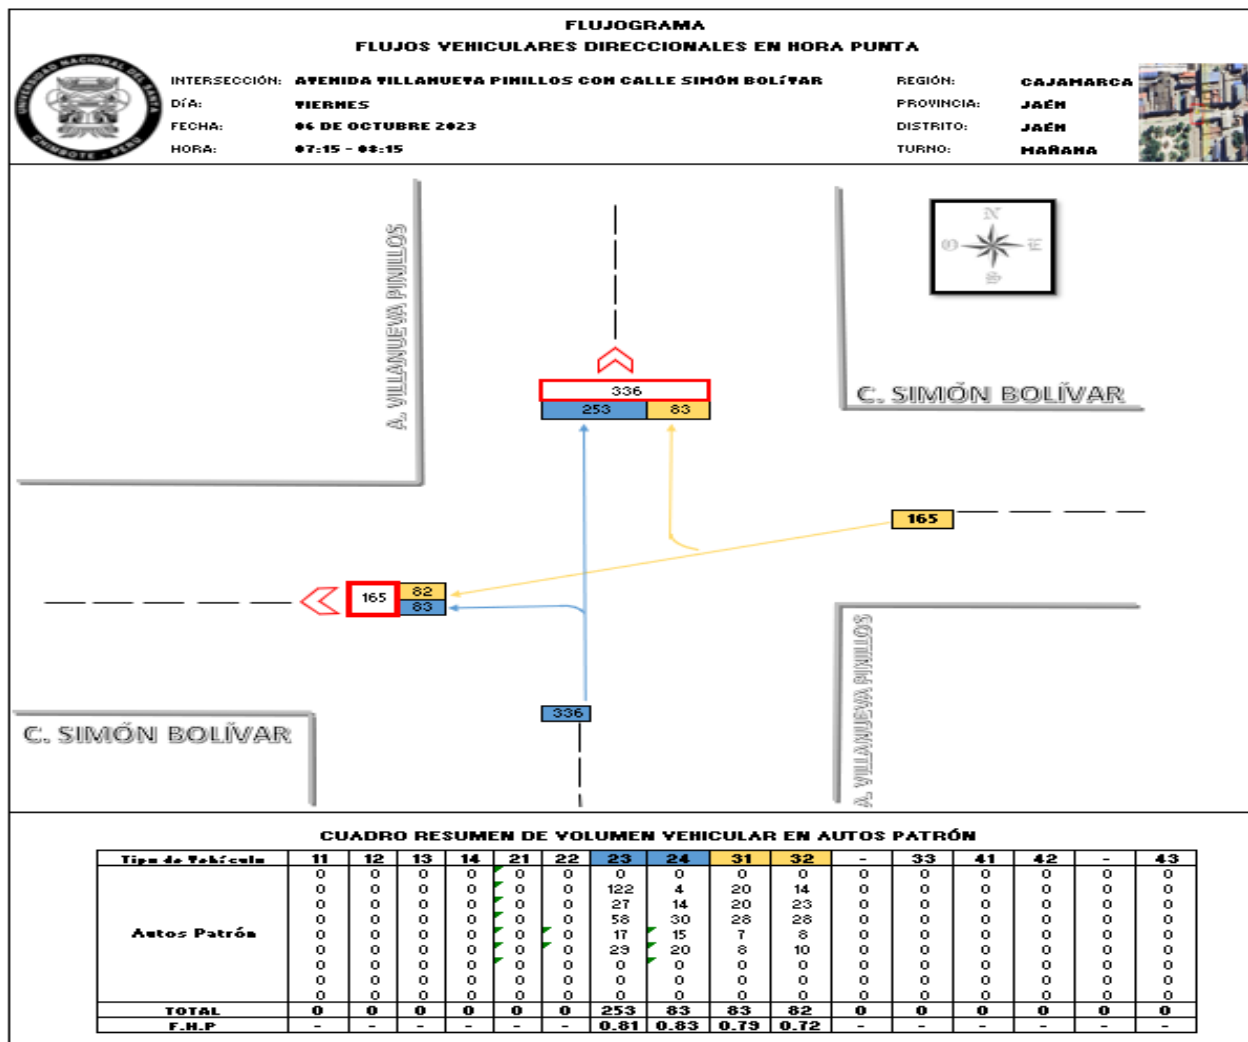 FLUJOGRAMA
FLUJOS VEHICULARES DIRECCIONALES EN HORA PUNTA
UNIVERSIDAD NACIONAL DEL SANTA
CHIMBOTE - PERU
INTERSECCIÓN: AVENIDA VILLANUEVA PINILLOS CON CALLE SIMÓN BOLÍVAR REGIÓN: CAJAMARCA
DÍA: VIERNES PROVINCIA: JAÉN
FECHA: 06 DE OCTUBRE 2023 DISTRITO: JAÉN
HORA: 07:15 - 08:15 TURNO: MAÑANA
A. VILLANUEVA PINILLOS
N
O E
S
336
253 83
C. SIMÓN BOLÍVAR
165
165 82
83
336
C. SIMÓN BOLÍVAR
A. VILLANUEVA PINILLOS
CUADRO RESUMEN DE VOLUMEN VEHICULAR EN AUTOS PATRÓN
Tipo de Vehículo 11 12 13 14 21 22 23 24 31 32 - 33 41 42 - 43
0 0 0 0 0 0 0 0 0 0 0 0 0 0 0 0
0 0 0 0 0 0 122 4 20 14 0 0 0 0 0 0
0 0 0 0 0 0 27 14 20 23 0 0 0 0 0 0
0 0 0 0 0 0 58 30 28 28 0 0 0 0 0 0
Autos Patrón 0 0 0 0 0 0 17 15 7 8 0 0 0 0 0 0
0 0 0 0 0 0 29 20 8 10 0 0 0 0 0 0
0 0 0 0 0 0 0 0 0 0 0 0 0 0 0 0
0 0 0 0 0 0 0 0 0 0 0 0 0 0 0 0
0 0 0 0 0 0 0 0 0 0 0 0 0 0 0 0
TOTAL 0 0 0 0 0 0 253 83 83 82 0 0 0 0 0 0
F.H.P - - - - - - 0.81 0.83 0.79 0.72 - - - - - -